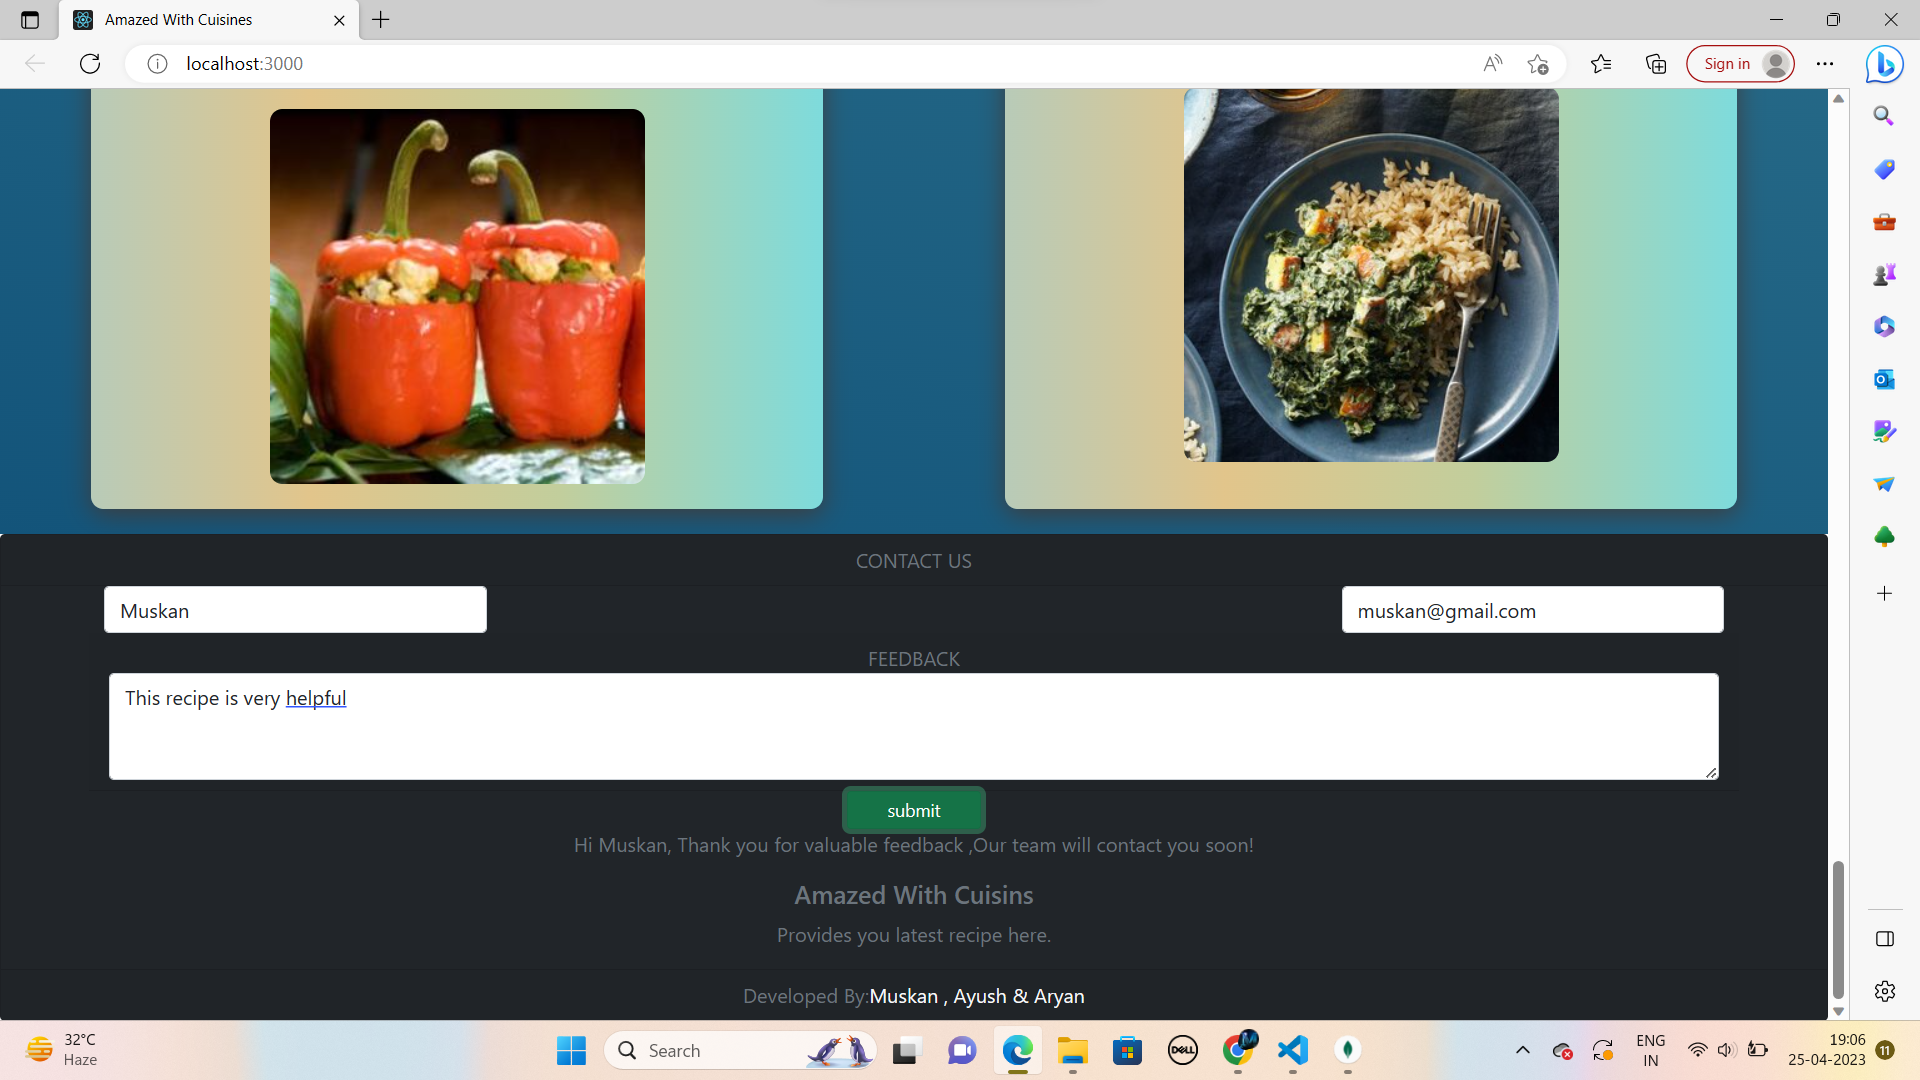 Amazed With Cuisines
localhost:3000
Sign in
CONTACT US
Muskan
muskan@gmail.com
FEEDBACK
This recipe is very helpful
submit
Hi Muskan, Thank you for valuable feedback ,Our team will contact you soon!
Amazed With Cuisins
Provides you latest recipe here.
Developed By:Muskan , Ayush & Aryan
32°C
Haze
Search
DELL
ENG
IN
19:06
25-04-2023
11